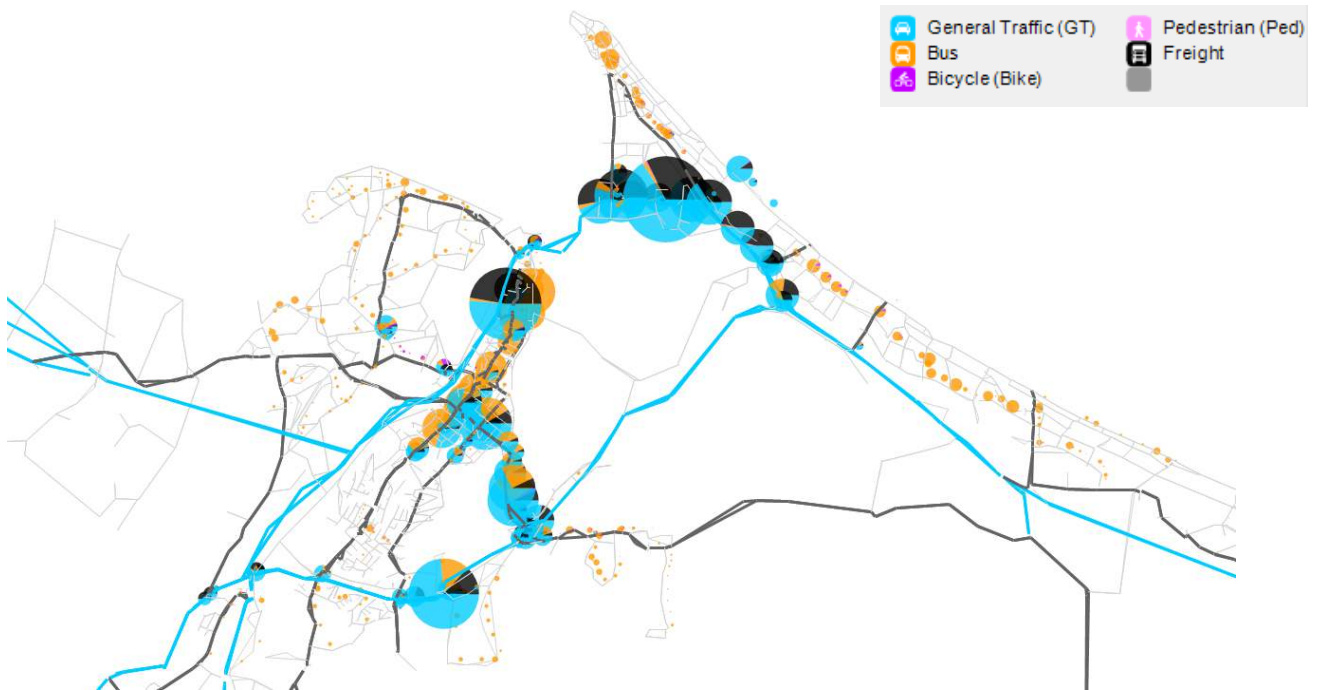 General Traffic (GT)
Bus
Bicycle (Bike)
Pedestrian (Ped)
Freight